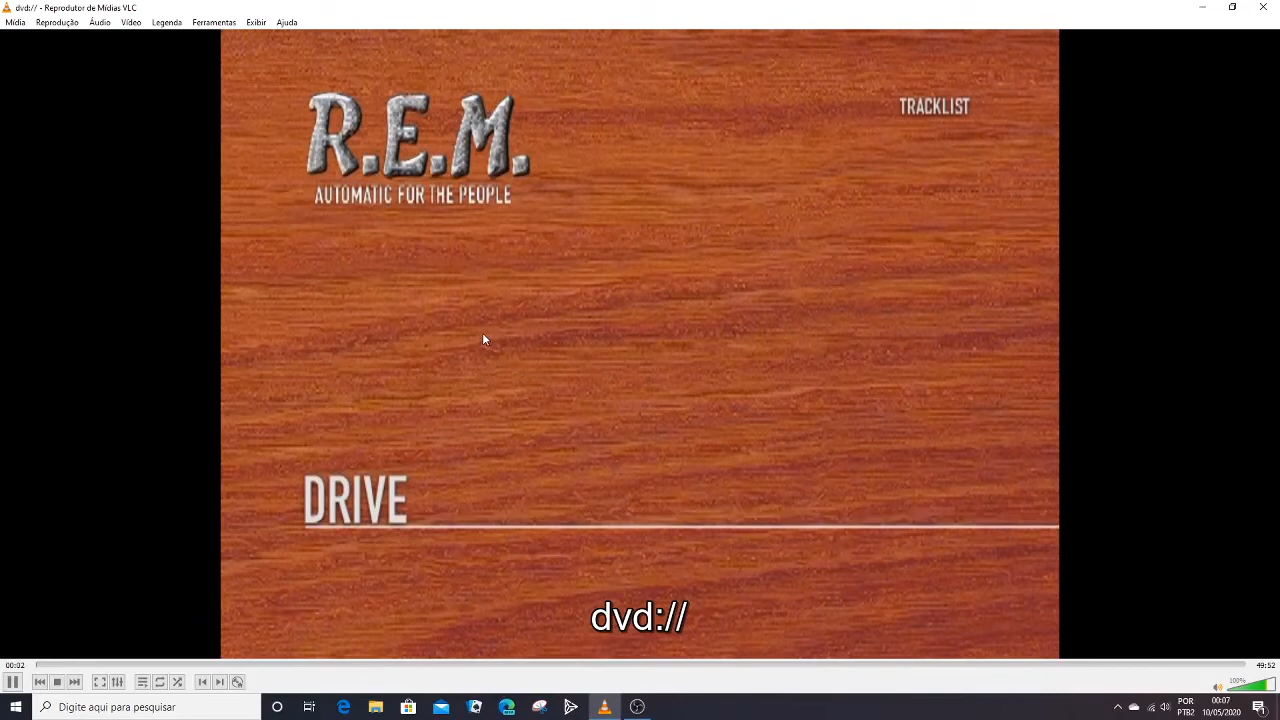 dvd:// - Reprodutor de Mídias VLC
Mídia Reprodução Áudio Vídeo Legenda Ferramentas Exibir Ajuda
R.E.M.
TRACKLIST
AUTOMATIC FOR THE PEOPLE
DRIVE
dvd://
00:02 49:52
100%
Digite aqui para pesquisar
POR 00:07
PTB2 10/05/2020